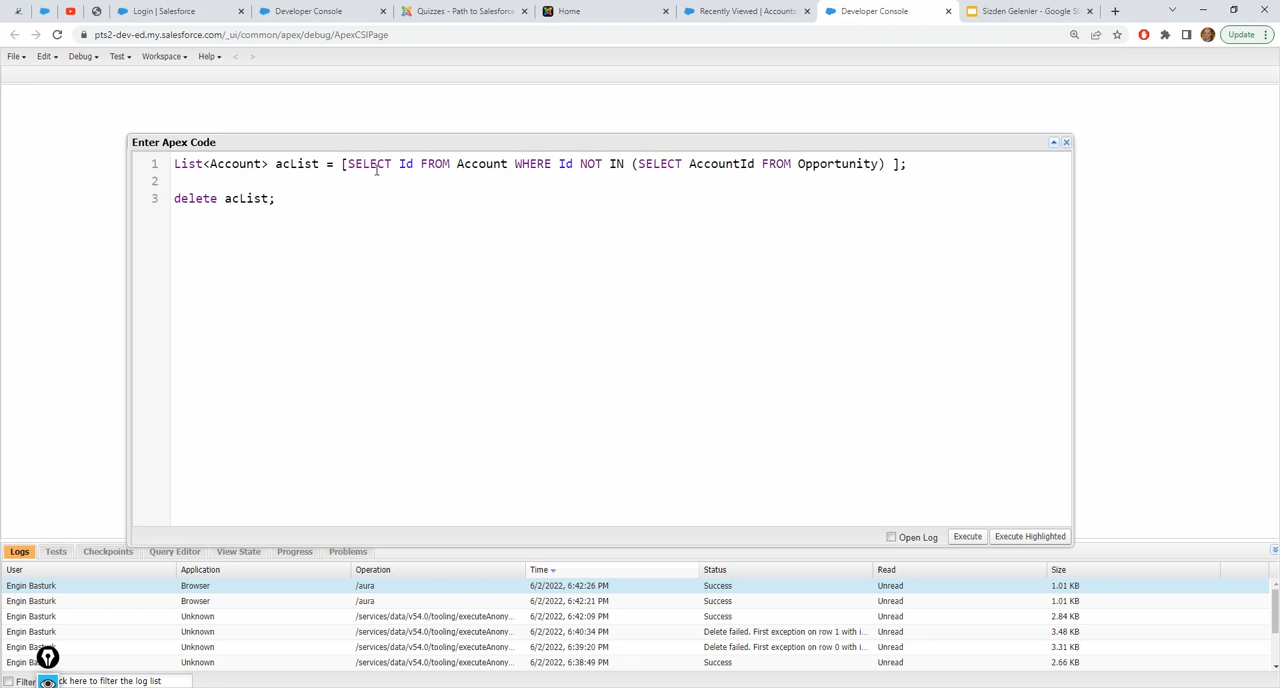 Login | Salesforce
Developer Console
Quizzes - Path to Salesforce
Home
Recently Viewed | Accounts
Developer Console
Sizden Gelenler - Google Sl
pts2-dev-ed.my.salesforce.com/_ui/common/apex/debug/ApexCSIPage
Update
File Edit Debug Test Workspace Help < >
Enter Apex Code
1 List<Account> acList = [SELECT Id FROM Account WHERE Id NOT IN (SELECT AccountId FROM Opportunity) ];
2
3 delete acList;
Open Log Execute Execute Highlighted
Logs Tests Checkpoints Query Editor View State Progress Problems
User Application Operation Time Status Read Size
Engin Basturk Browser /aura 6/2/2022, 6:42:26 PM Success Unread 1.01 KB
Engin Basturk Browser /aura 6/2/2022, 6:42:21 PM Success Unread 1.01 KB
Engin Basturk Unknown /services/data/v54.0/tooling/executeAnony... 6/2/2022, 6:42:09 PM Success Unread 2.84 KB
Engin Basturk Unknown /services/data/v54.0/tooling/executeAnony... 6/2/2022, 6:40:34 PM Delete failed. First exception on row 1 with i... Unread 3.48 KB
Engin Basturk Unknown /services/data/v54.0/tooling/executeAnony... 6/2/2022, 6:39:20 PM Delete failed. First exception on row 0 with i... Unread 3.31 KB
Engin Ba turk Unknown /services/data/v54.0/tooling/executeAnony... 6/2/2022, 6:38:49 PM Success Unread 2.66 KB
Filter ck here to filter the log list